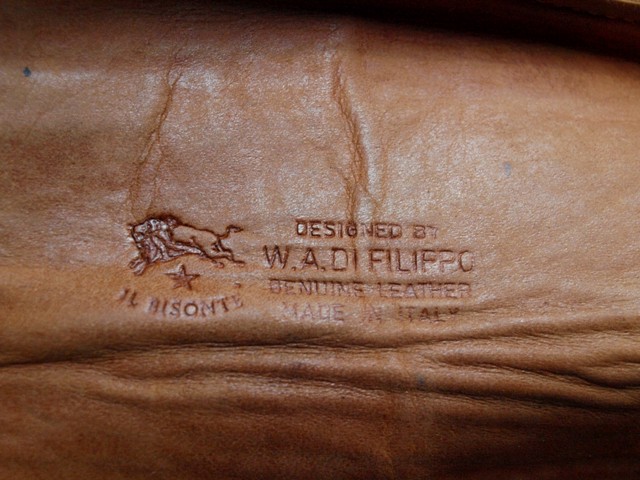 DESIGNED BY
W.A.DI FILIPPO
GENUINE LEATHER
MADE IN ITALY
IL BISONTE